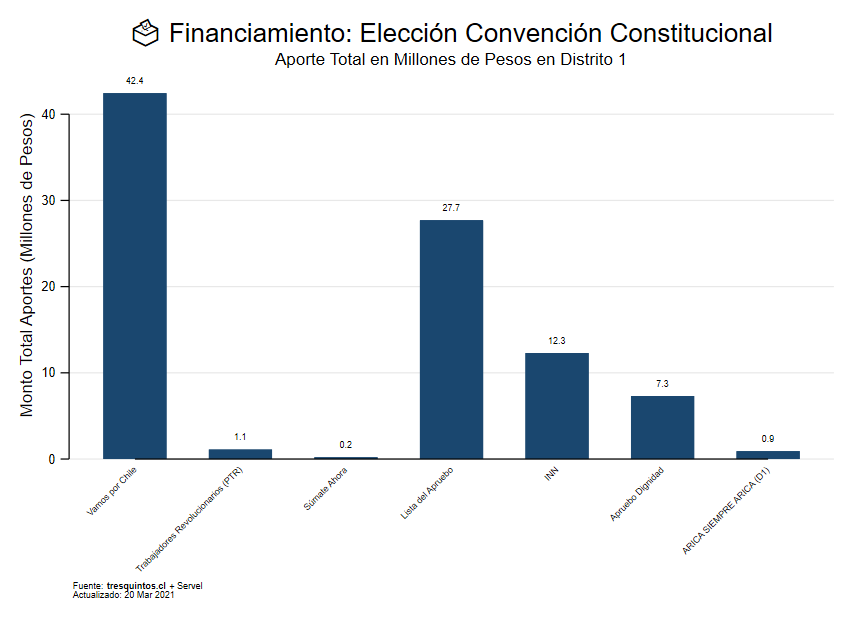 Financiamiento: Elección Convención Constitucional
Aporte Total en Millones de Pesos en Distrito 1
Monto Total Aportes (Millones de Pesos)
40
30
20
10
0
42.4
1.1
0.2
27.7
12.3
7.3
0.9
Vamos por Chile
Trabajadores Revolucionarios (PTR)
Súmate Ahora
Lista del Apruebo
INN
Apruebo Dignidad
ARICA SIEMPRE ARICA (D1)
Fuente: tresquintos.cl + Servel
Actualizado: 20 Mar 2021